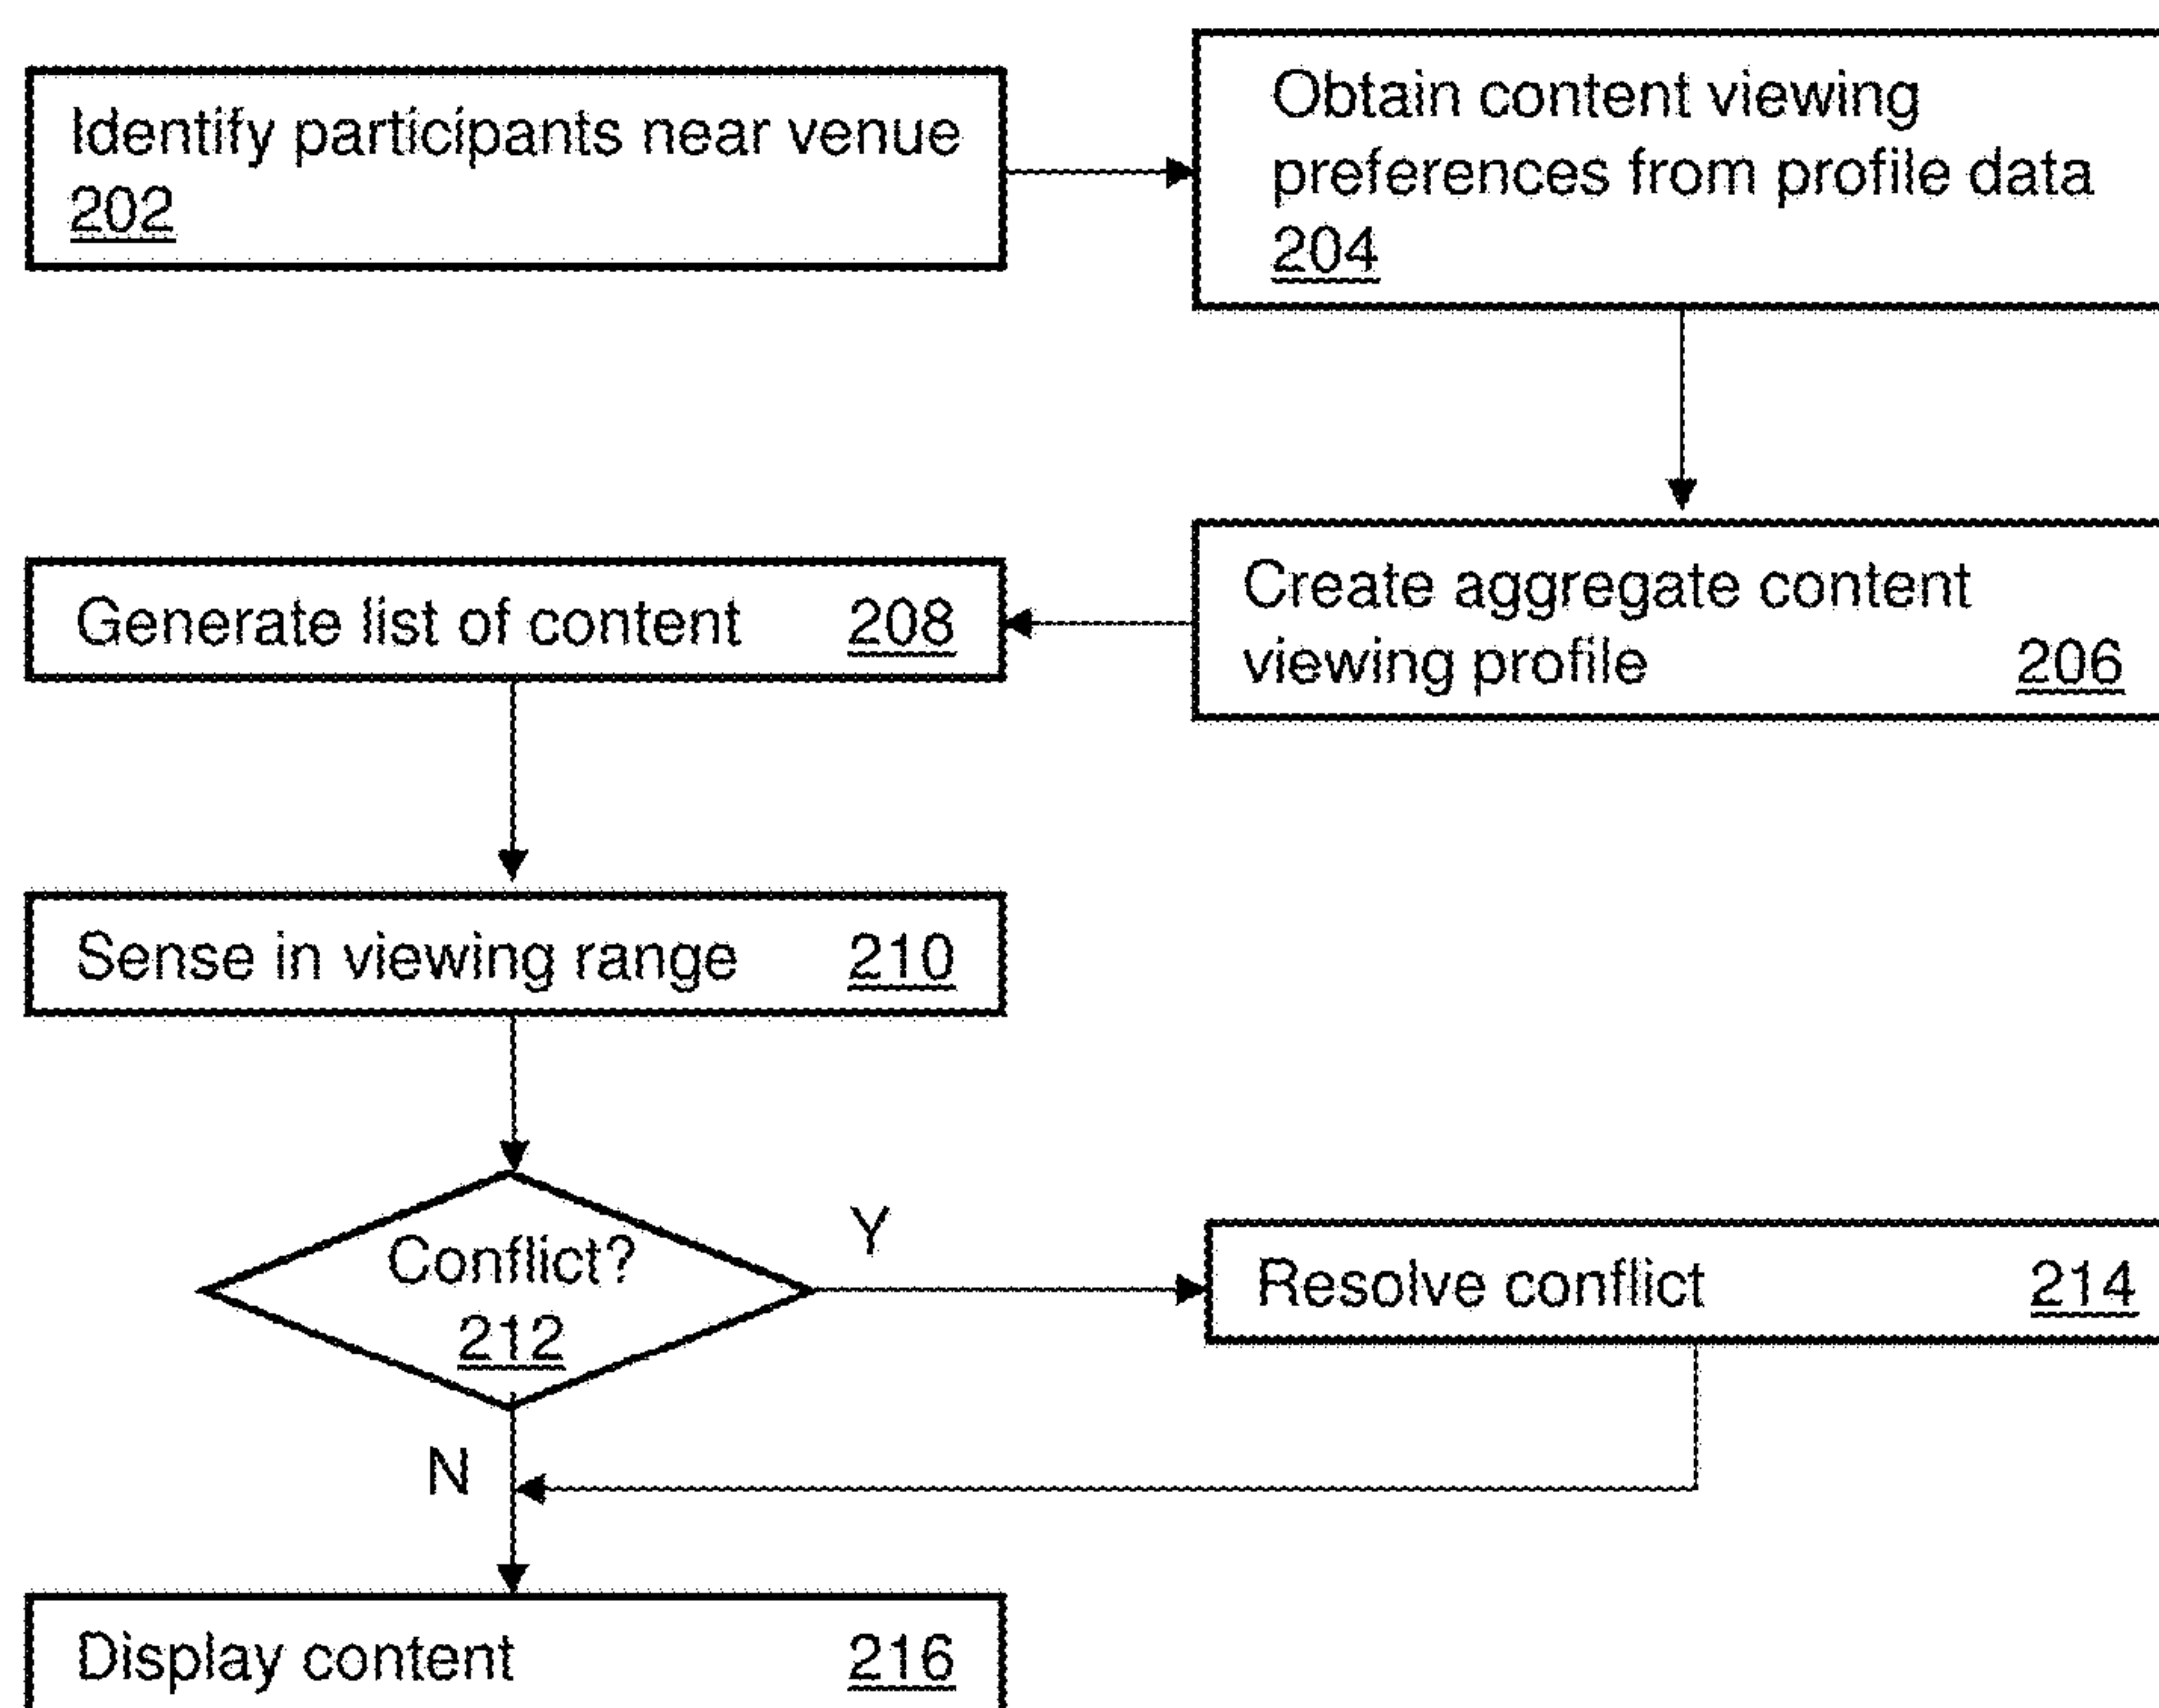 Identify participants near venue
202
Obtain content viewing
preferences from profile data
204
Create aggregate content
viewing profile 206
Generate list of content 208
Sense in viewing range 210
Conflict?
212
Y
Resolve conflict 214
N
Display content 216